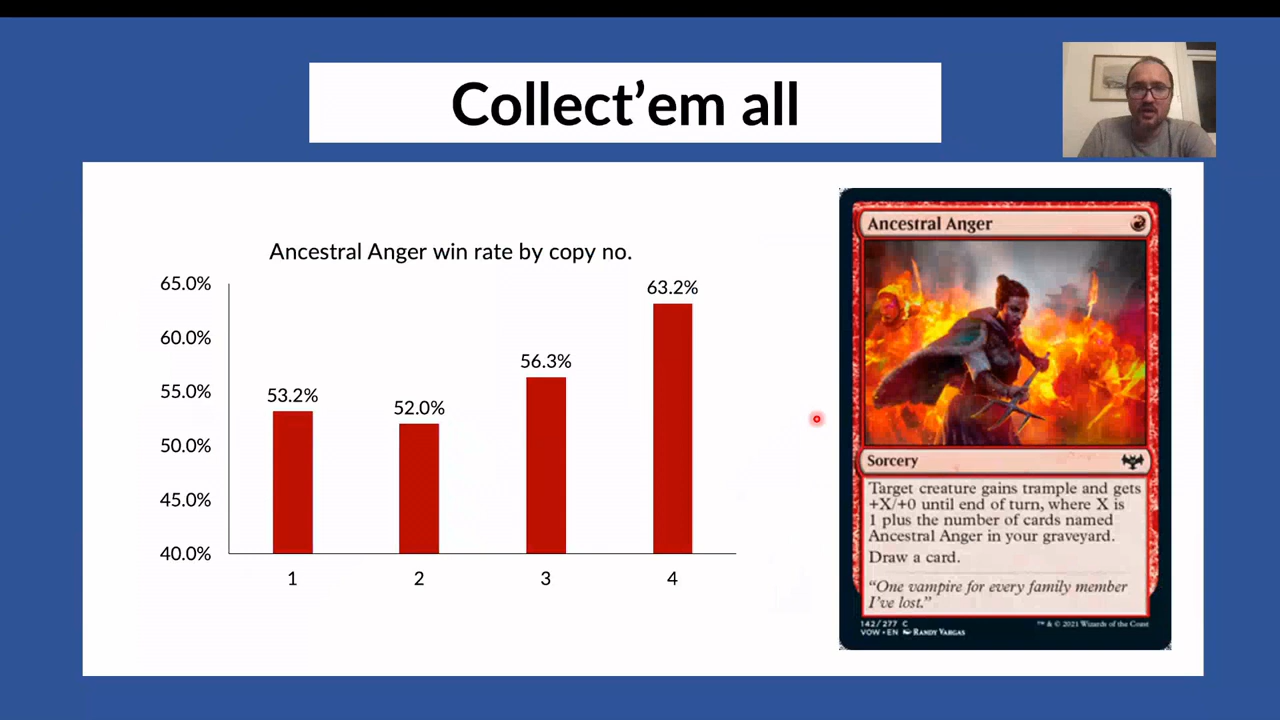 Collect’em all
Ancestral Anger win rate by copy no.
65.0%
60.0%
55.0%
50.0%
45.0%
40.0%
53.2%
52.0%
56.3%
63.2%
1
2
3
4
Ancestral Anger
Sorcery
Target creature gains trample and gets
+X/+0 until end of turn, where X is
1 plus the number of cards named
Ancestral Anger in your graveyard.
Draw a card.
“One vampire for every family member
I’ve lost.”
142/277 C
VOW • EN RANDY VARGAS
™ & © 2021 Wizards of the Coast